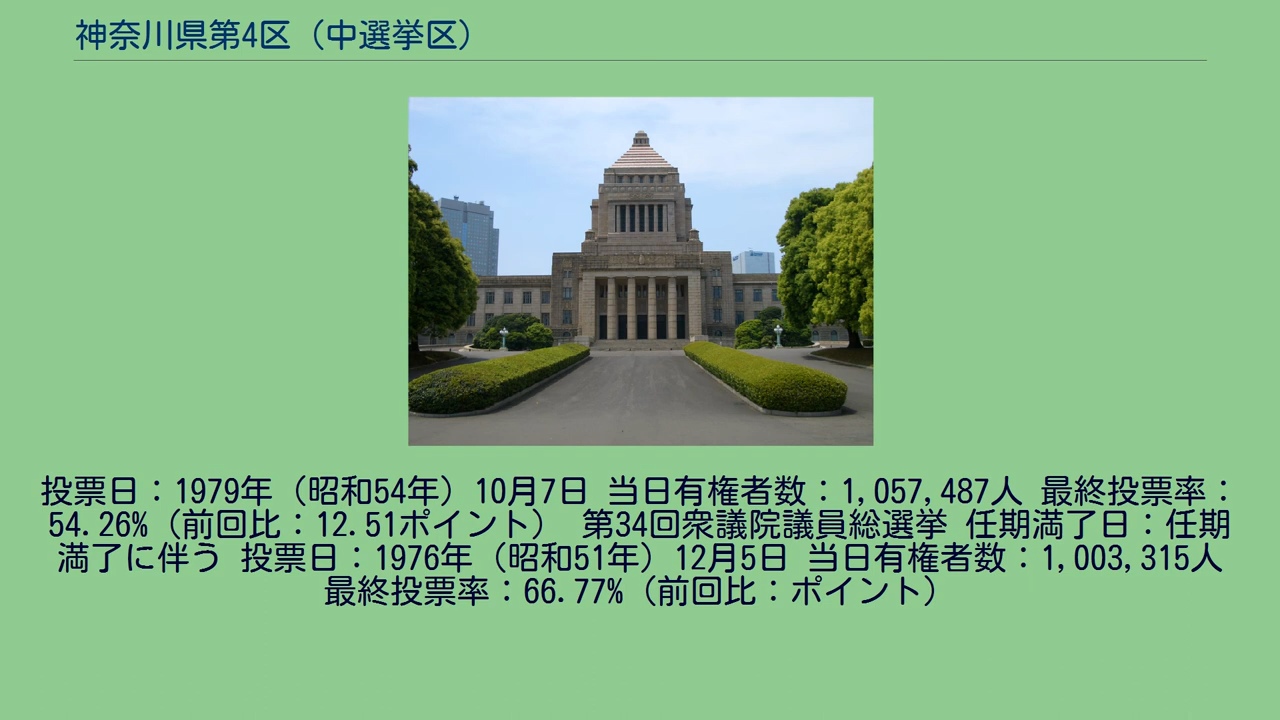 神奈川県第4区（中選挙区）
投票日：1979年（昭和54年）10月7日 当日有権者数：1,057,487人 最終投票率：
54.26%（前回比：12.51ポイント） 第34回衆議院議員総選挙 任期満了日：任期
満了に伴う 投票日：1976年（昭和51年）12月5日 当日有権者数：1,003,315人
最終投票率：66.77%（前回比：ポイント）